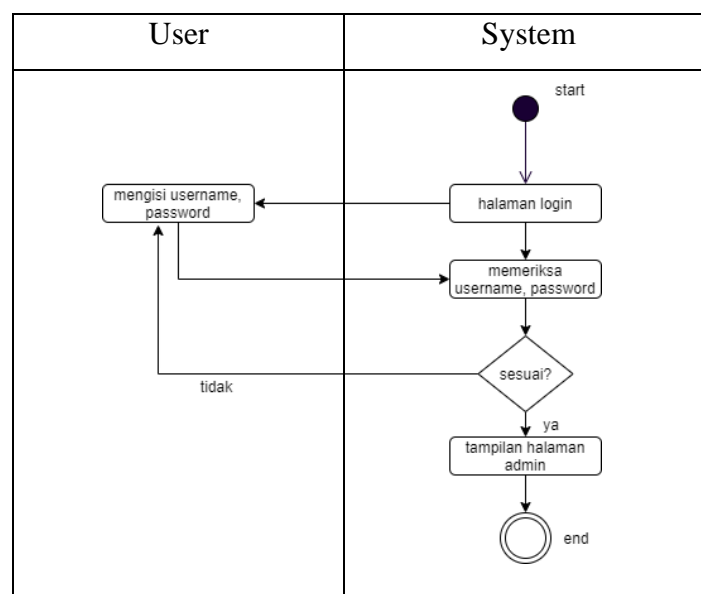 User
System
start
mengisi username,
password
halaman login
memeriksa
username, password
sesuai?
tidak
ya
tampilan halaman
admin
end